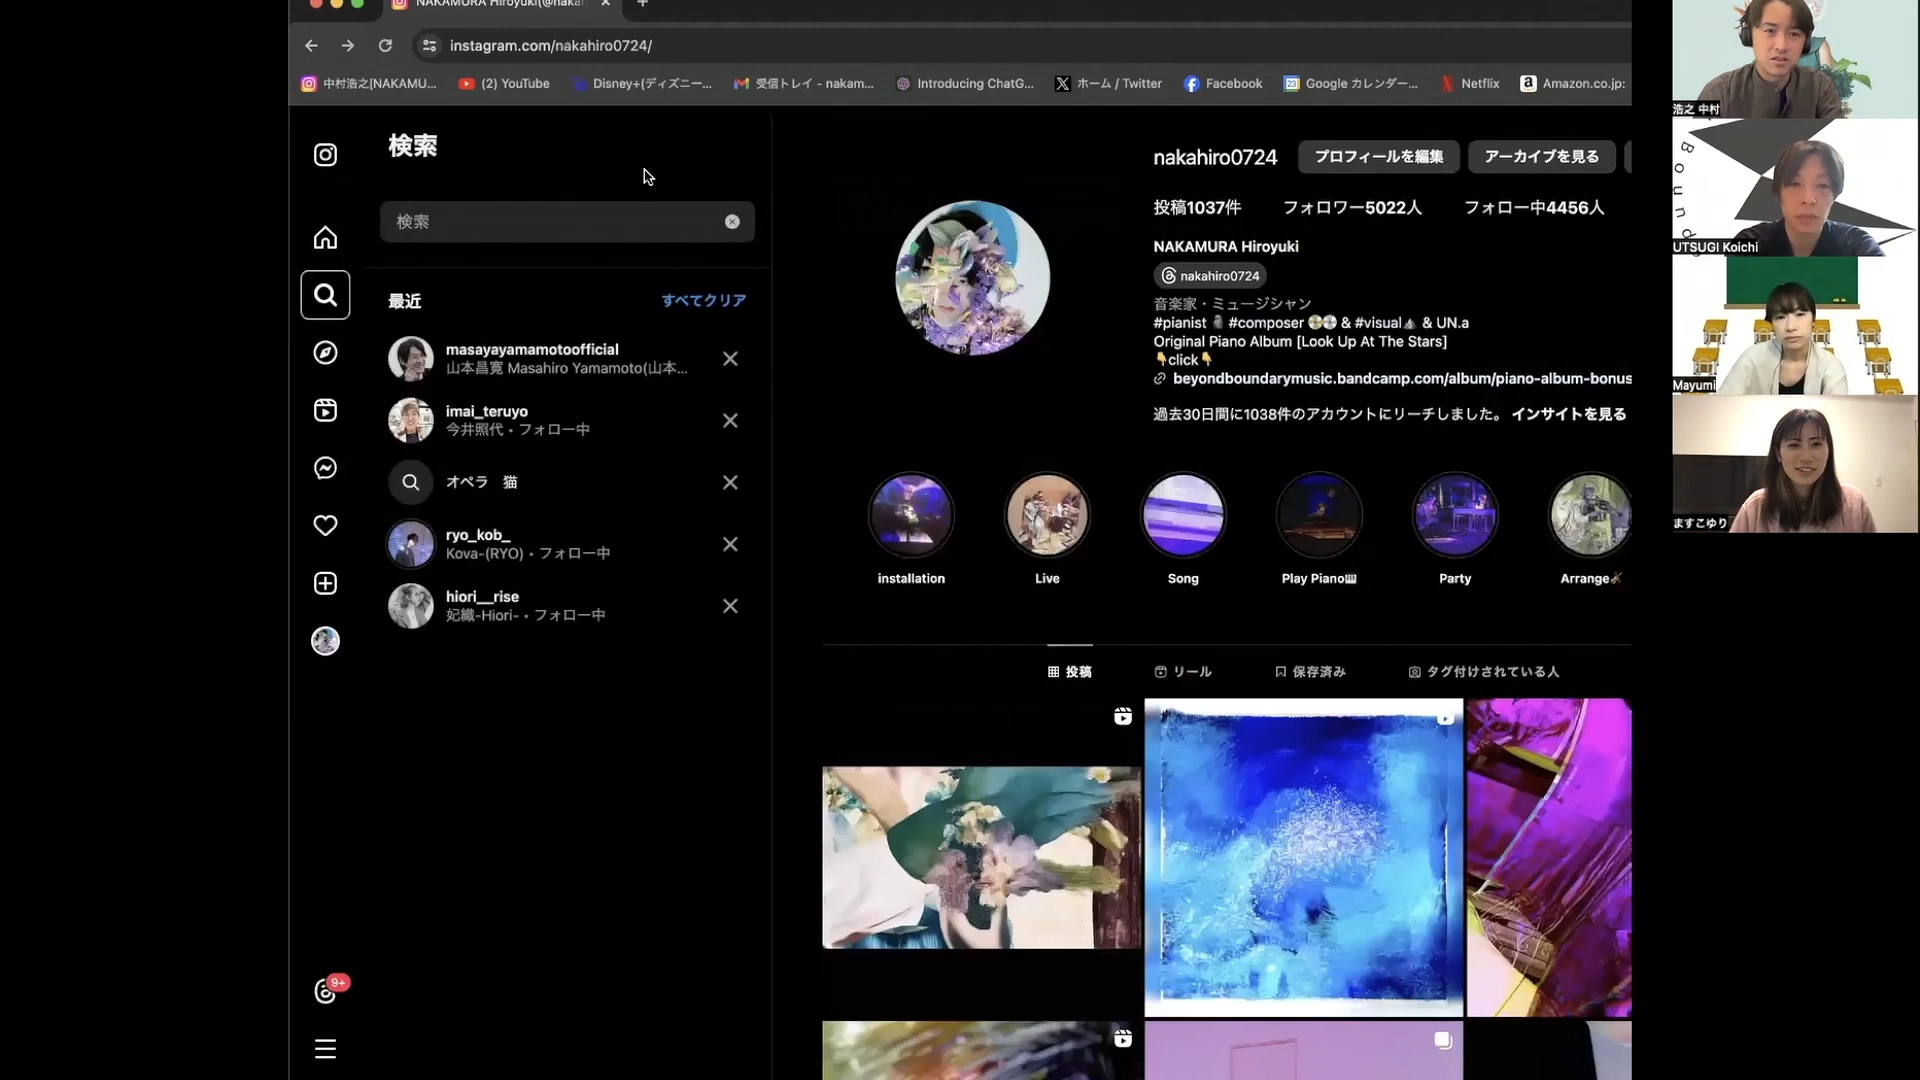 NAKAMURA Hiroyuki(@naka
instagram.com/nakahiro0724/
中村浩之[NAKAMU...
(2) YouTube
Disney+(ディズニー...
受信トレイ - nakam...
Introducing ChatG...
ホーム / Twitter
Facebook
Google カレンダー...
Netflix
Amazon.co.jp:
検索
検索
最近
すべてクリア
masayayamamotoofficial
山本昌寛 Masahiro Yamamoto(山本...
imai_teruyo
今井照代 • フォロー中
オペラ　猫
ryo_kob_
Kova-(RYO) • フォロー中
hiori__rise
妃織-Hiori- • フォロー中
9+
nakahiro0724
プロフィールを編集
アーカイブを見る
投稿1037件
フォロワー5022人
フォロー中4456人
NAKAMURA Hiroyuki
nakahiro0724
音楽家・ミュージシャン
#pianist #composer & #visual & UN.a
Original Piano Album [Look Up At The Stars]
👇click👇
beyondboundarymusic.bandcamp.com/album/piano-album-bonus
過去30日間に1038件のアカウントにリーチしました。 インサイトを見る
installation
Live
Song
Play Piano🎹
Party
Arrange🎻
投稿
リール
保存済み
タグ付けされている人
浩之 中村
Bound
UTSUGI Koichi
Mayumi
ますこゆり